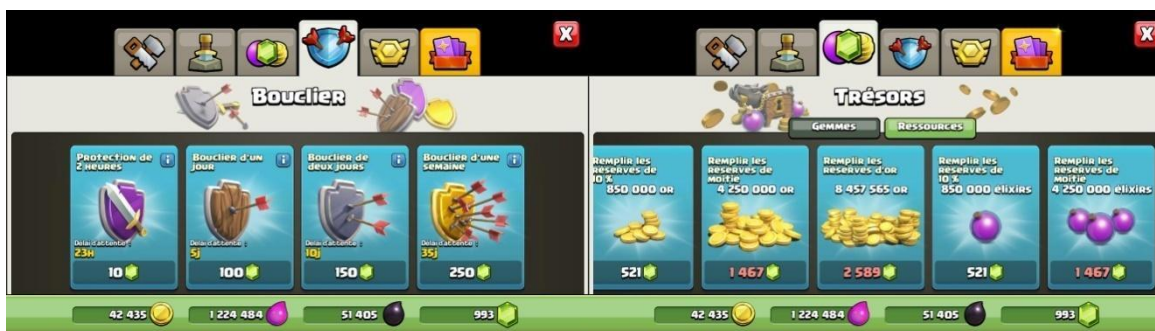 Bouclier
Protection de
2 heures
Délai d'attente :
23H
10
Bouclier d'un
jour
Délai d'attente :
5j
100
Bouclier de
deux jours
Délai d'attente :
10j
150
Bouclier d'une
semaine
Délai d'attente :
35j
250
42 435
1 224 484
51 405
993
Trésors
Gemmes
Ressources
Remplir les
réserves de
10 %
850 000 or
521
Remplir les
réserves de
moitié
4 250 000 or
1 467
Remplir les
réserves d'or
8 457 565 or
2 589
Remplir les
réserves de
10 %
850 000 élixirs
521
Remplir les
réserves de
moitié
4 250 000 élixirs
1 467
42 435
1 224 484
51 405
993